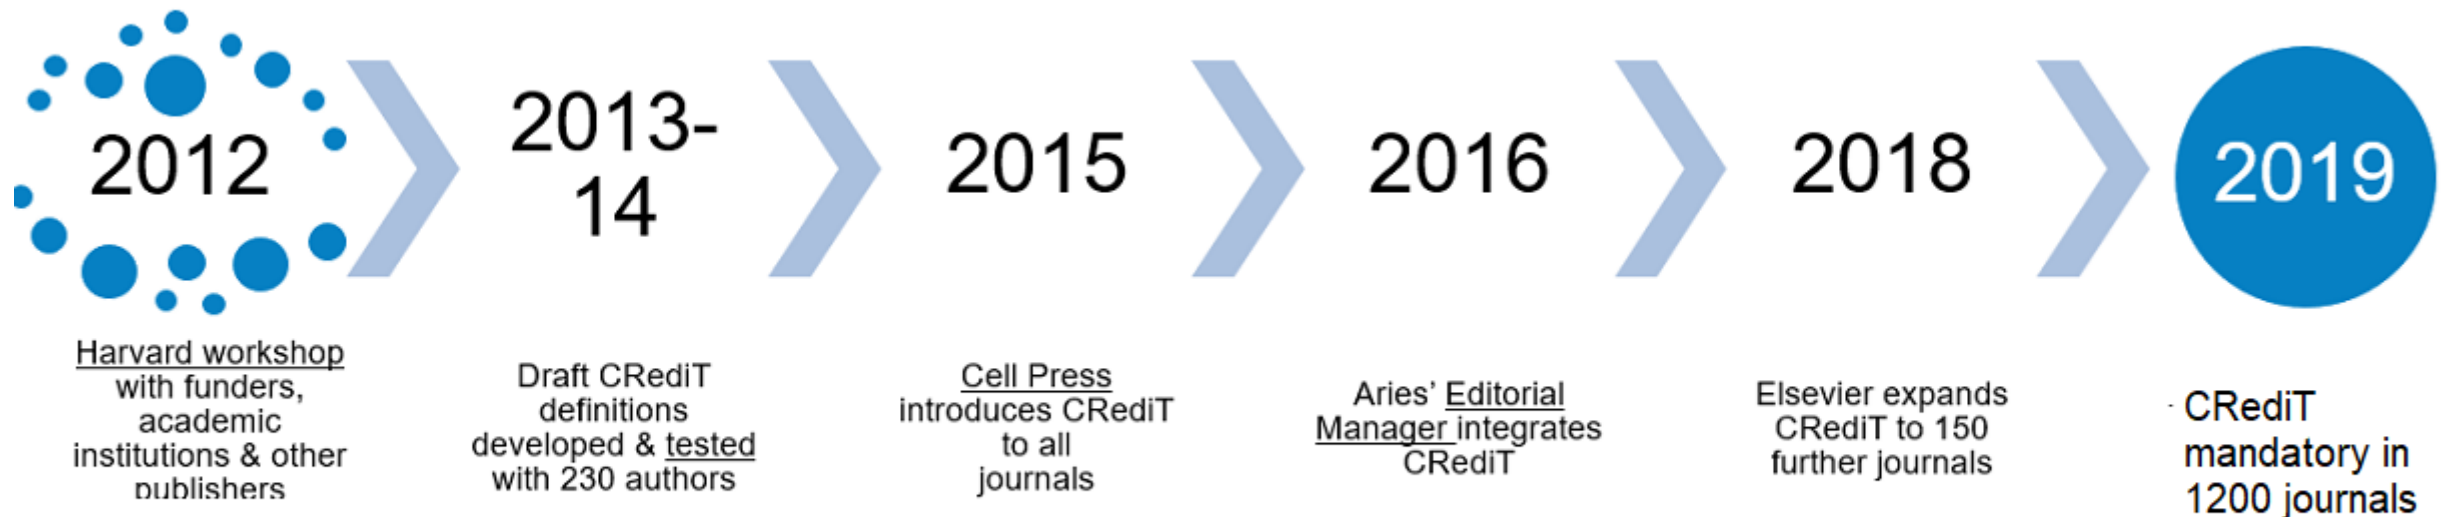 2012
Harvard workshop
with funders,
academic
institutions & other
publishers
2013-
14
Draft CRediT
definitions
developed & tested
with 230 authors
2015
Cell Press
introduces CRediT
to all
journals
2016
Aries’ Editorial
Manager integrates
CRediT
2018
Elsevier expands
CRediT to 150
further journals
2019
· CRediT
mandatory in
1200 journals